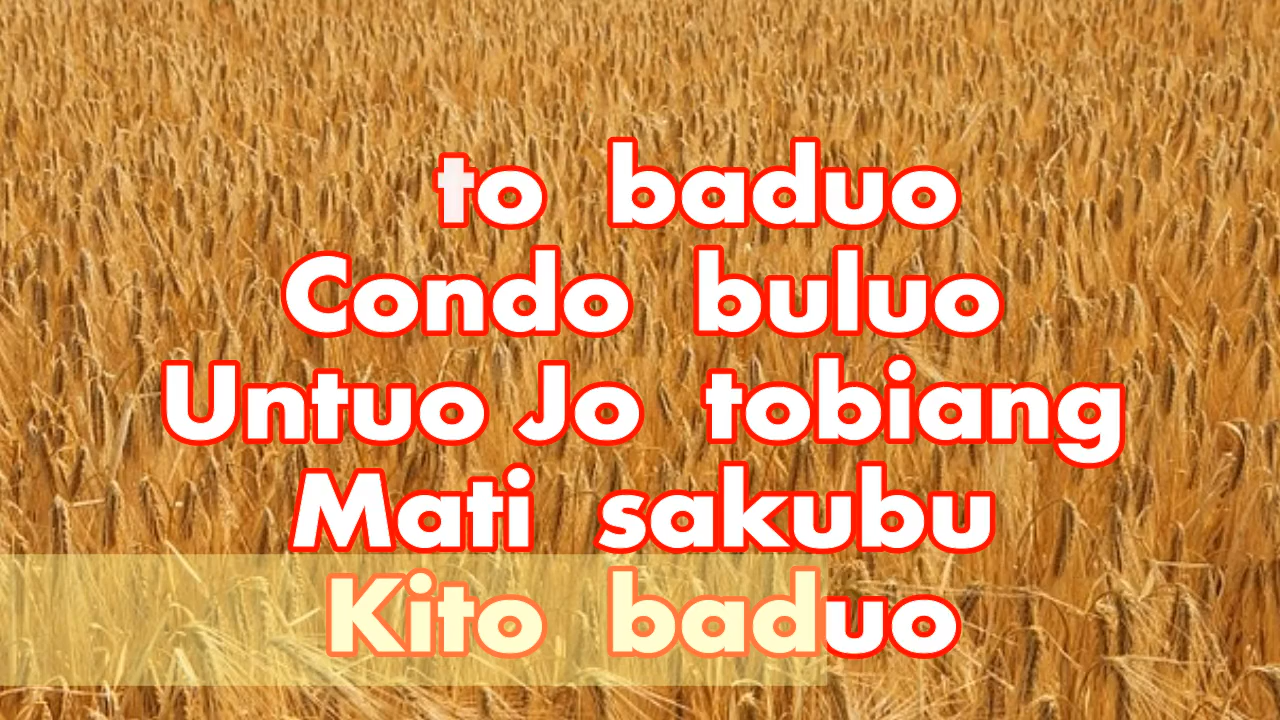 to baduo
Condo buluo
Untuo Jo tobiang
Mati sakubu
Kito baduo